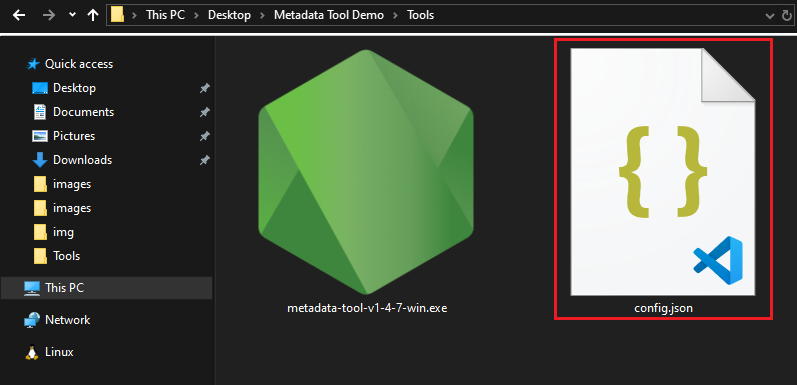 This PC > Desktop > Metadata Tool Demo > Tools
Quick access
Desktop
Documents
Pictures
Downloads
images
images
img
Tools
This PC
Network
Linux
{ }
metadata-tool-v1-4-7-win.exe
config.json